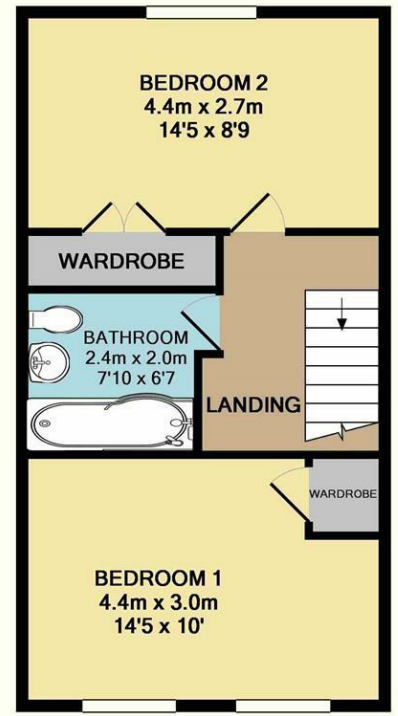 BEDROOM 2
4.4m x 2.7m
14'5 x 8'9
WARDROBE
BATHROOM
2.4m x 2.0m
7'10 x 6'7
LANDING
WARDROBE
BEDROOM 1
4.4m x 3.0m
14'5 x 10'